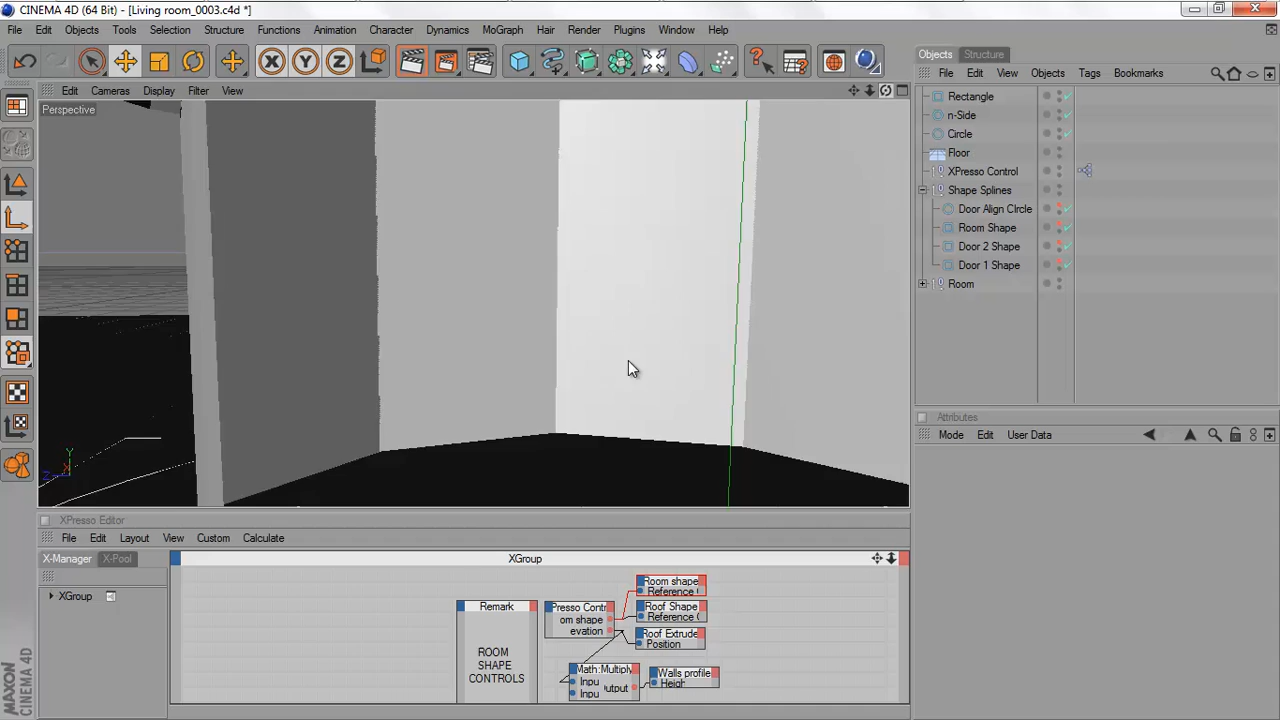 CINEMA 4D (64 Bit) - [Living room_0003.c4d *]
File Edit Objects Tools Selection Structure Functions Animation Character Dynamics MoGraph Hair Render Plugins Window Help
X Y Z
Objects Structure
File Edit View Objects Tags Bookmarks
Edit Cameras Display Filter View
Perspective
Rectangle
n-Side
Circle
Floor
XPresso Control
Shape Splines
Door Align CIrcle
Room Shape
Door 2 Shape
Door 1 Shape
Room
Y
X
Z
Attributes
Mode Edit User Data
XPresso Editor
File Edit Layout View Custom Calculate
X-Manager X-Pool
XGroup
XGroup
Remark
ROOM
SHAPE
CONTROLS
Presso Contr
om shape
evation
Room shape
Reference
Roof Shape
Reference
Roof Extrude
Position
Math:Multiply
Inpu
Inpu
utput
Walls profile
Heigh
MAXON
CINEMA 4D